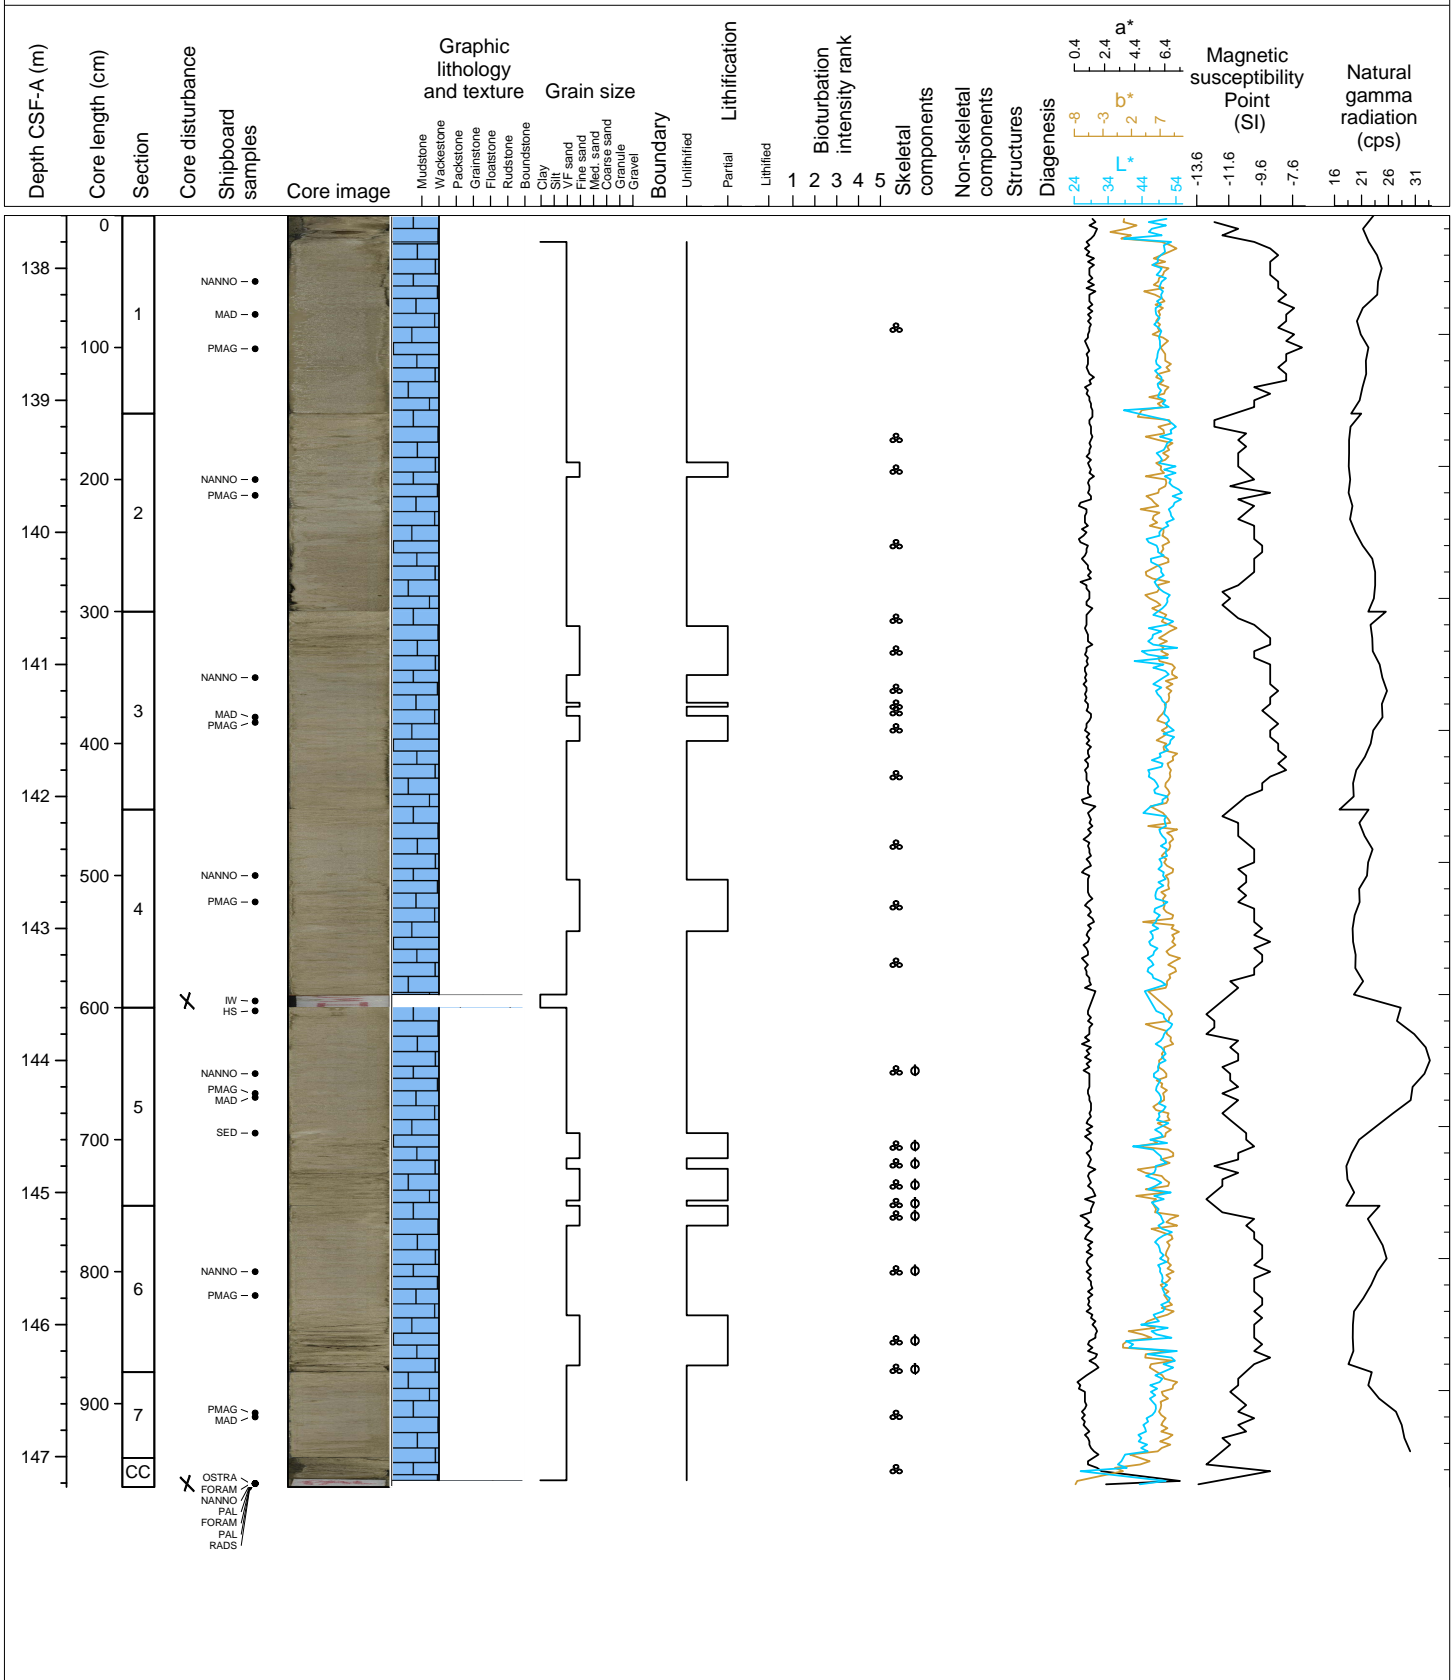 Depth CSF-A (m)
Core length (cm)
Section
Core disturbance
Shipboard
samples
Core image
Graphic
lithology
and texture
Mudstone
Wackestone
Packstone
Grainstone
Floatstone
Rudstone
Boundstone
Grain size
Clay
Silt
VF sand
Fine sand
Med. sand
Coarse sand
Granule
Gravel
Boundary
Lithification
Unlithified
Partial
Lithified
Bioturbation
intensity rank
1 2 3 4 5
Skeletal
components
Non-skeletal
components
Structures
Diagenesis
a*
0.4 2.4 4.4 6.4
b*
-8 -3 2 7
L*
24 34 44 54
Magnetic
susceptibility
Point
(SI)
-13.6 -11.6 -9.6 -7.6
Natural
gamma
radiation
(cps)
16 21 26 31
0
138
NANNO
1
MAD
100
PMAG
139
200
NANNO
PMAG
2
140
300
141
NANNO
3
MAD
PMAG
400
142
500
NANNO
4
PMAG
143
IW
600
HS
144
NANNO
5
PMAG
MAD
700
SED
145
800
NANNO
6
PMAG
146
900
7
PMAG
MAD
147
CC
OSTRA
FORAM
NANNO
PAL
FORAM
PAL
RADS